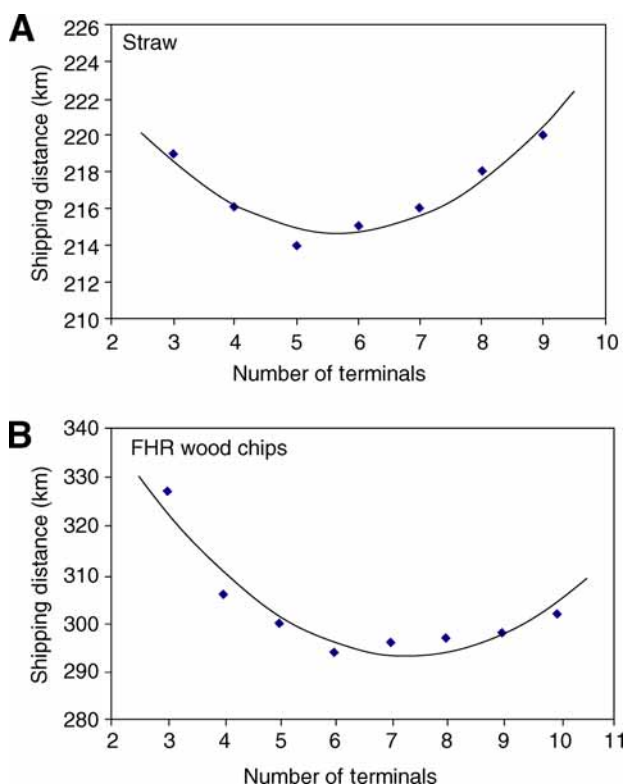 A
Straw
Shipping distance (km)
226
224
222
220
218
216
214
212
210
2 3 4 5 6 7 8 9 10
Number of terminals
B
FHR wood chips
Shipping distance (km)
340
330
320
310
300
290
280
2 3 4 5 6 7 8 9 10 11
Number of terminals